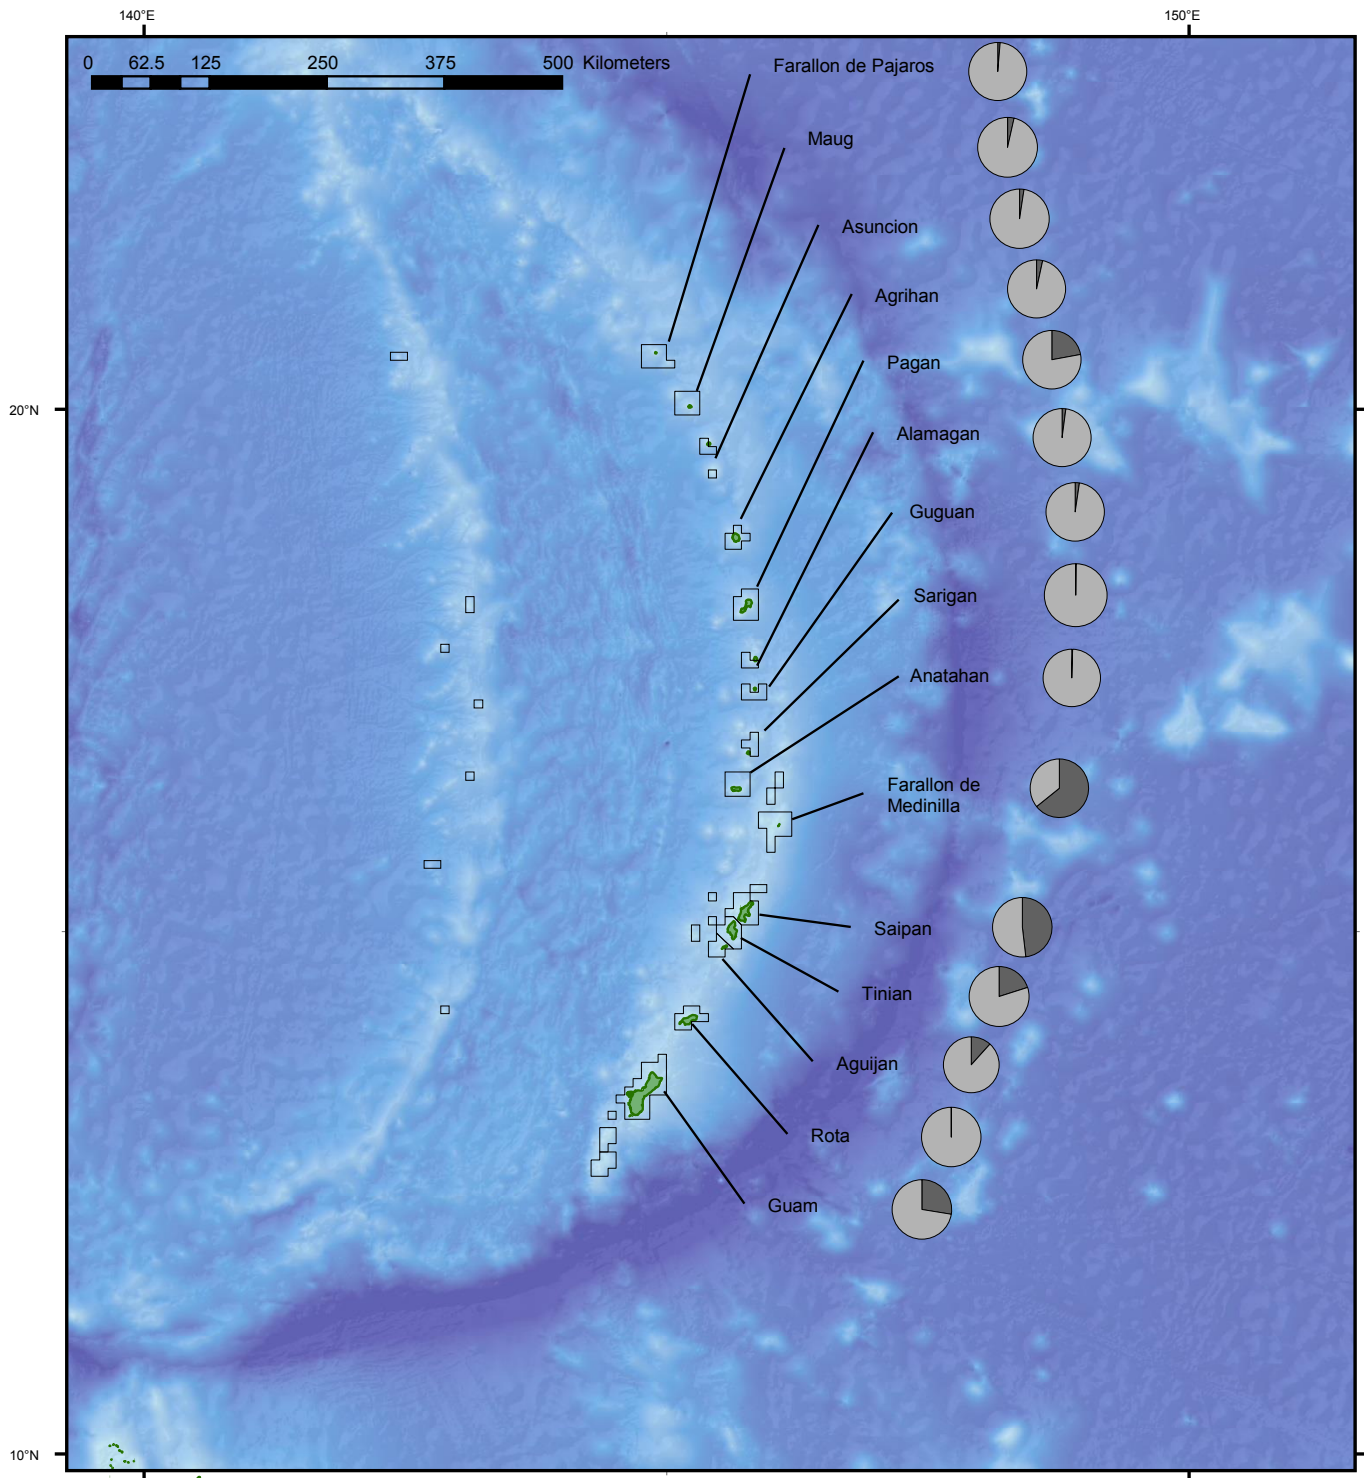 140°E 150°E
0 62.5 125 250 375 500 Kilometers
Farallon de Pajaros
Maug
Asuncion
Agrihan
Pagan
20°N
Alamagan
Guguan
Sarigan
Anatahan
Farallon de
Medinilla
Saipan
Tinian
Aguijan
Rota
Guam
10°N